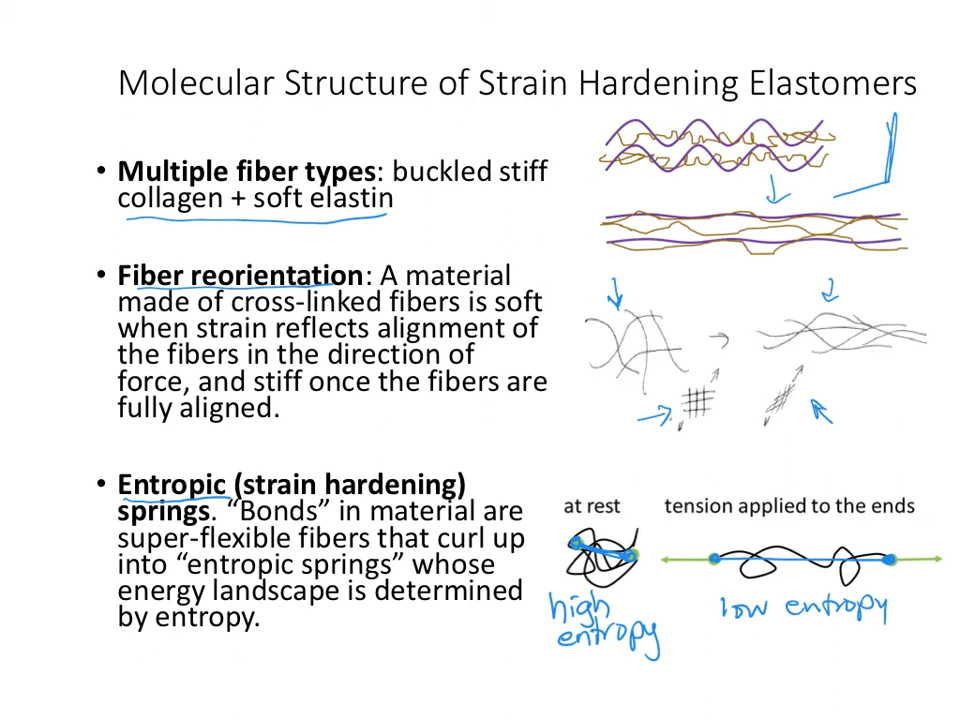 Molecular Structure of Strain Hardening Elastomers
• Multiple fiber types: buckled stiff
collagen + soft elastin
• Fiber reorientation: A material
made of cross-linked fibers is soft
when strain reflects alignment of
the fibers in the direction of
force, and stiff once the fibers are
fully aligned.
• Entropic (strain hardening)
springs. “Bonds” in material are
super-flexible fibers that curl up
into “entropic springs” whose
energy landscape is determined
by entropy.
at rest
tension applied to the ends
high
entropy
low entropy